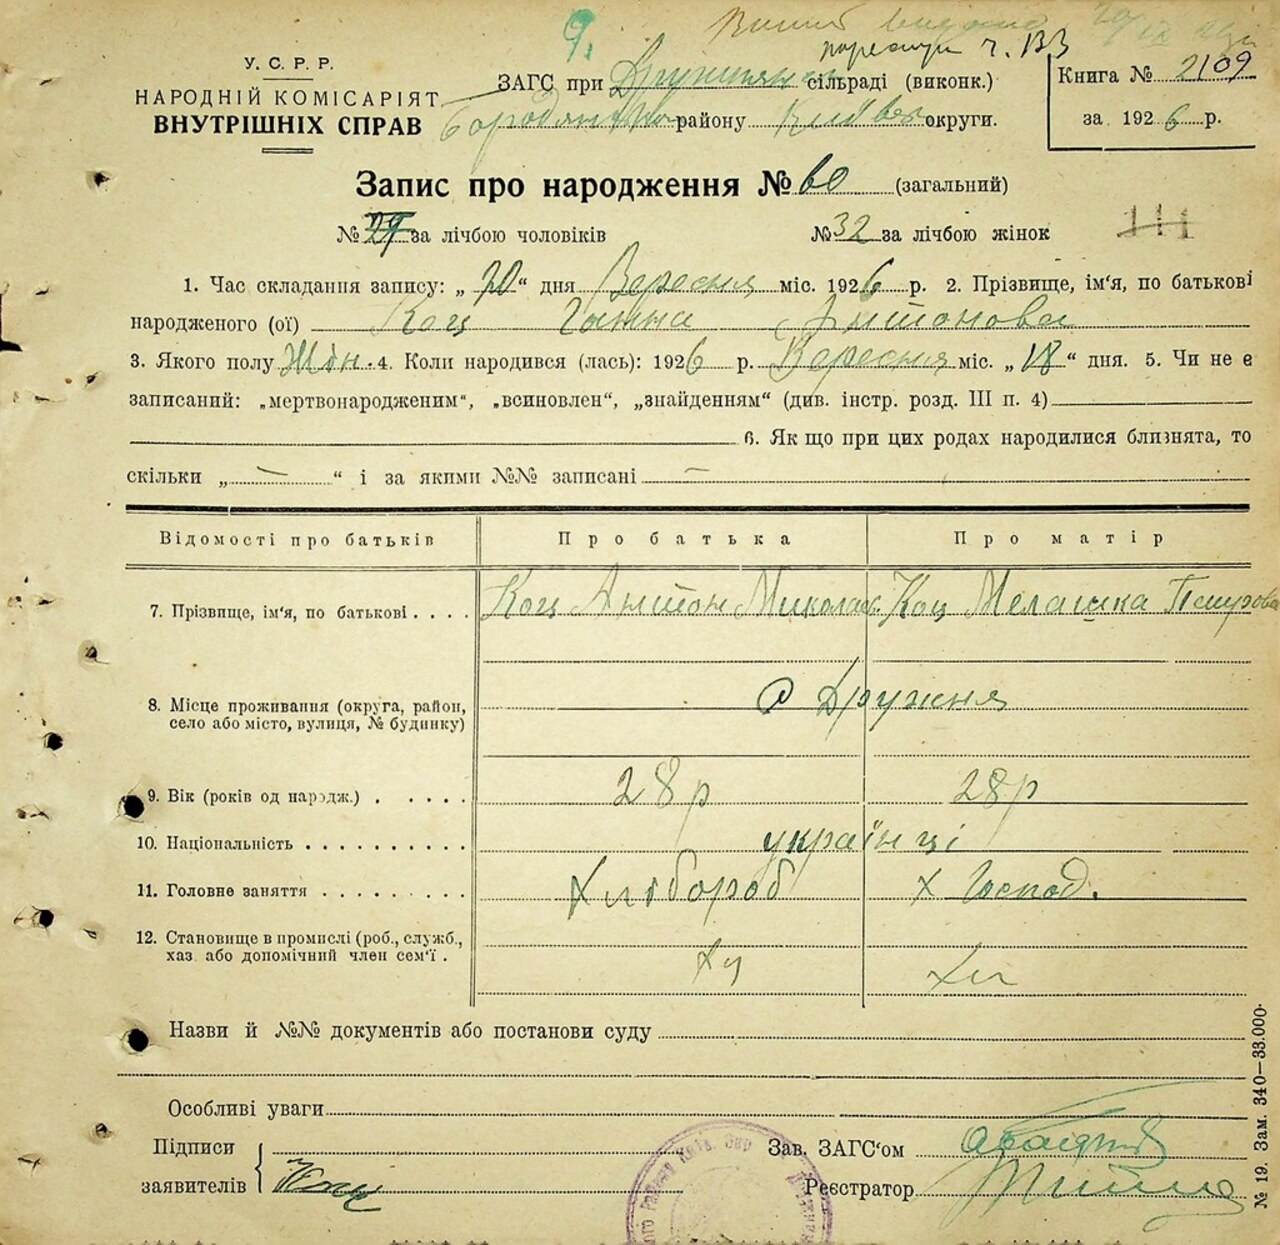 9.
У. С. Р. Р.
НАРОДНІЙ КОМІСАРІЯТ
ВНУТРІШНІХ СПРАВ
ЗАГС при сільраді (виконк.)
району округи.
Книга № 2109
за 1926 р.
Запис про народження № 60 (загальний)
№ за лічбою чоловіків № 32 за лічбою жінок
1. Час складання запису: „20“ дня Вересня міс. 1926 р. 2. Прізвище, ім'я, по батькові
народженого (ої) Коц Ганна Антонова
3. Якого полу Жін. 4. Коли народився (лась): 1926 р. Вересня міс. „18“ дня. 5. Чи не є
записаний: „мертвонародженим“, „всиновлен“, „знайденням“ (див. інстр. розд. III п. 4)
6. Як що при цих родах народилися близнята, то
скільки „ — “ і за якими №№ записані —
Відомості про батьків Про батька Про матір
7. Прізвище, ім'я, по батькові . . . . Коц Антон Миколаєв. Коц Мелашка
8. Місце проживання (округа, район,
село або місто, вулиця, № будинку) с Дружня
9. Вік (років од народж.) . . . . . 28 р 28 р
10. Національність . . . . . . . . . . українці
11. Головне заняття . . . . . . . . . Хлібороб х Господ.
12. Становище в промислі (роб., служб.,
хаз. або допомічний член сем'ї .
Назви й №№ документів або постанови суду
Особливі уваги
Підписи
заявителів Коц
Зав. ЗАГС'ом
Реєстратор
№ 19. Зам. 340—33.000.